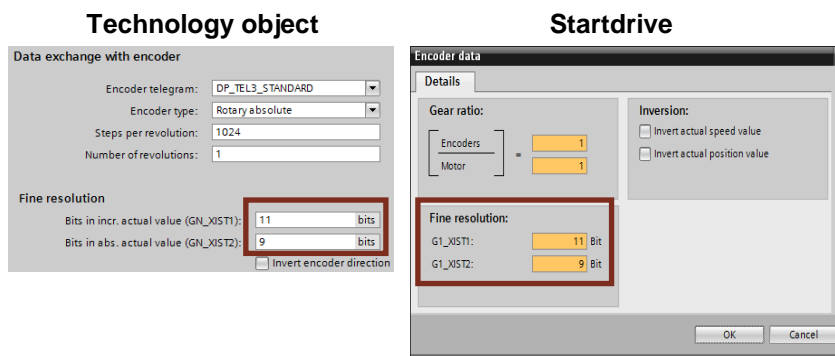 Technology object
Data exchange with encoder
Encoder telegram: DP_TEL3_STANDARD
Encoder type: Rotary absolute
Steps per revolution: 1024
Number of revolutions: 1
Fine resolution
Bits in incr. actual value (GN_XIST1): 11 bits
Bits in abs. actual value (GN_XIST2): 9 bits
Invert encoder direction
Startdrive
Encoder data
Details
Gear ratio:
Encoders
Motor
=
1
1
Inversion:
Invert actual speed value
Invert actual position value
Fine resolution:
G1_XIST1: 11 Bit
G1_XIST2: 9 Bit
OK Cancel